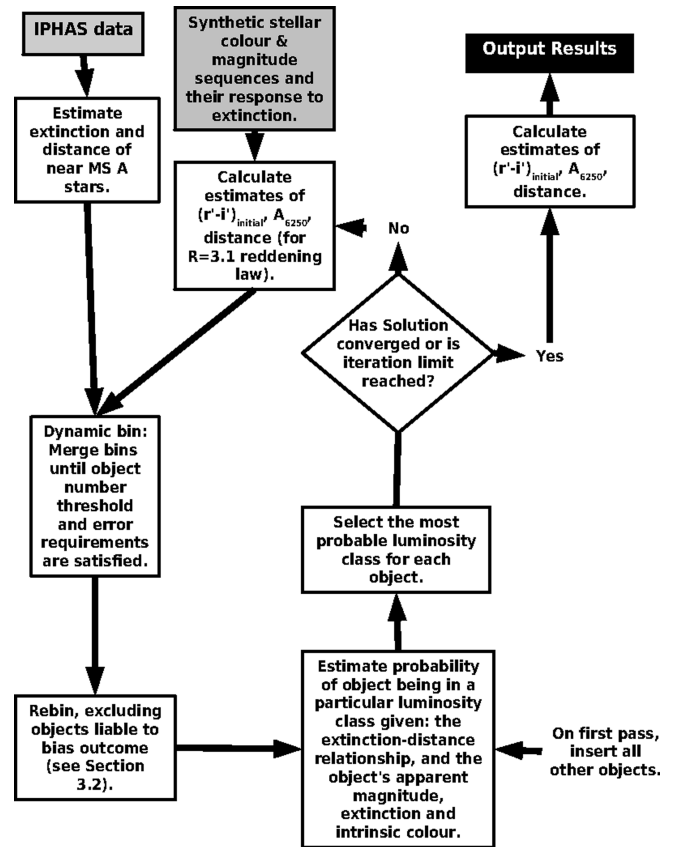 IPHAS data
Synthetic stellar
colour &
magnitude
sequences and
their response to
extinction.
Output Results
Estimate
extinction and
distance of
near MS A
stars.
Calculate
estimates of
(r'-i')initial, A6250,
distance (for
R=3.1 reddening
law).
Calculate
estimates of
(r'-i')initial, A6250,
distance.
No
Has Solution
converged or is
iteration limit
reached?
Yes
Dynamic bin:
Merge bins
until object
number
threshold
and error
requirements
are satisfied.
Select the most
probable luminosity
class for each
object.
Rebin, excluding
objects liable to
bias outcome
(see Section
3.2).
Estimate probability
of object being in a
particular luminosity
class given: the
extinction-distance
relationship, and the
object's apparent
magnitude,
extinction and
intrinsic colour.
On first pass,
insert all
other objects.